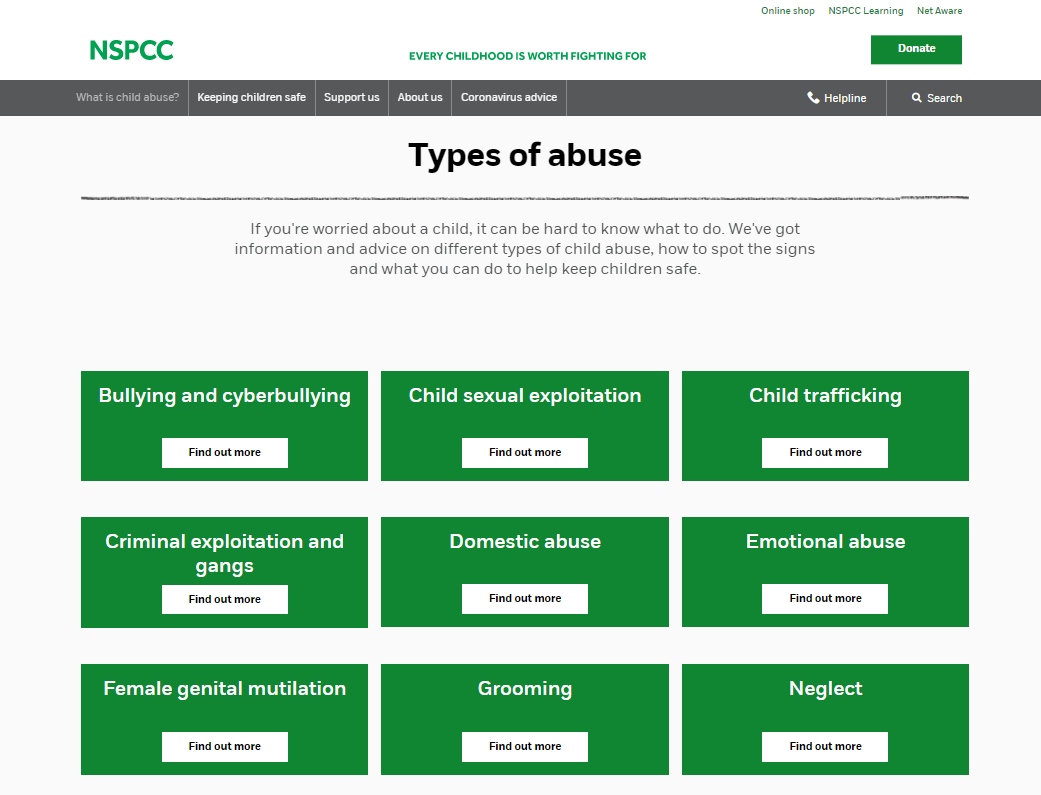 Online shop NSPCC Learning Net Aware
NSPCC
EVERY CHILDHOOD IS WORTH FIGHTING FOR
Donate
What is child abuse? Keeping children safe Support us About us Coronavirus advice Helpline Search
Types of abuse
If you're worried about a child, it can be hard to know what to do. We've got
information and advice on different types of child abuse, how to spot the signs
and what you can do to help keep children safe.
Bullying and cyberbullying
Find out more
Child sexual exploitation
Find out more
Child trafficking
Find out more
Criminal exploitation and
gangs
Find out more
Domestic abuse
Find out more
Emotional abuse
Find out more
Female genital mutilation
Find out more
Grooming
Find out more
Neglect
Find out more